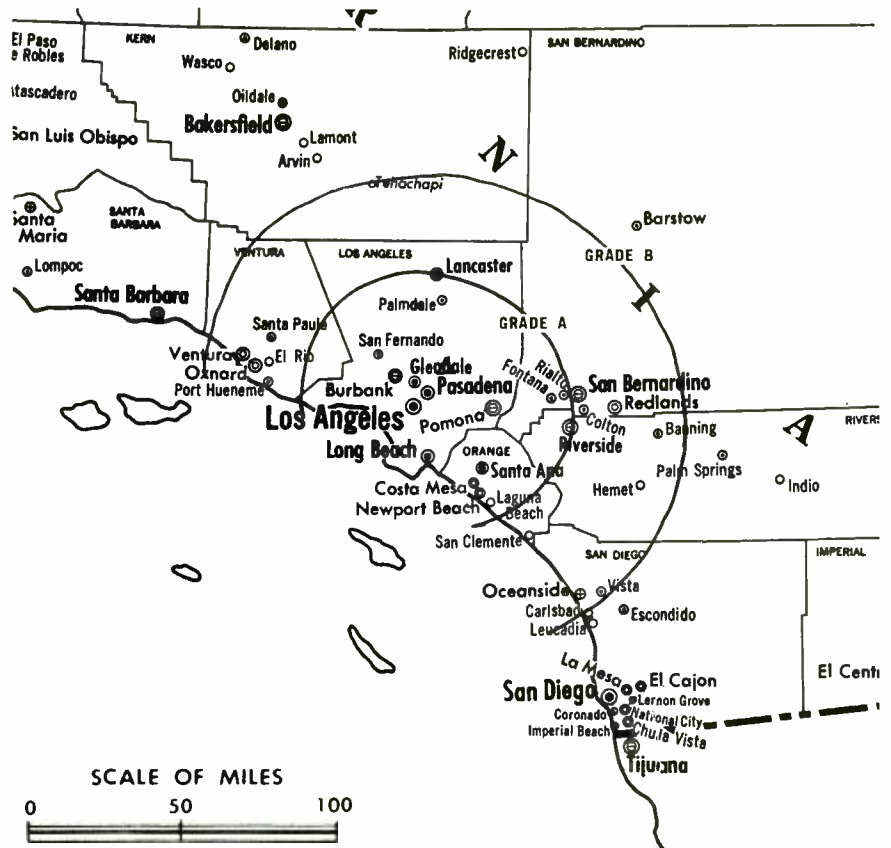 El Paso
e Robles
KERN
Delano
Wasco
Ridgecrest
SAN BERNARDINO
Atascadero
Oildale
Bakersfield
San Luis Obispo
Lamont
Arvin
N
Tehachapi
Santa
Maria
SANTA
BARBARA
Barstow
VENTURA
LOS ANGELES
GRADE B
Lompoc
Lancaster
I
Santa Barbara
Palmdale
Santa Paula
GRADE A
San Fernando
Ventura
El Rio
Oxnard
Port Hueneme
Glendale
Burbank
Pasadena
Fontana
Rialto
San Bernardino
Redlands
Los Angeles
Pomona
Colton
RIVERS
A
Riverside
Banning
Long Beach
ORANGE
Santa Ana
Palm Springs
Costa Mesa
Hemet
Indio
Newport Beach
Laguna
Beach
San Clemente
SAN DIEGO
IMPERIAL
Oceanside
Vista
Carlsbad
Escondido
Leucadia
La Mesa
El Cajon
El Cent
San Diego
Lernon Grove
Coronado
National City
Imperial Beach
Chula Vista
Tijuana
SCALE OF MILES
0 50 100